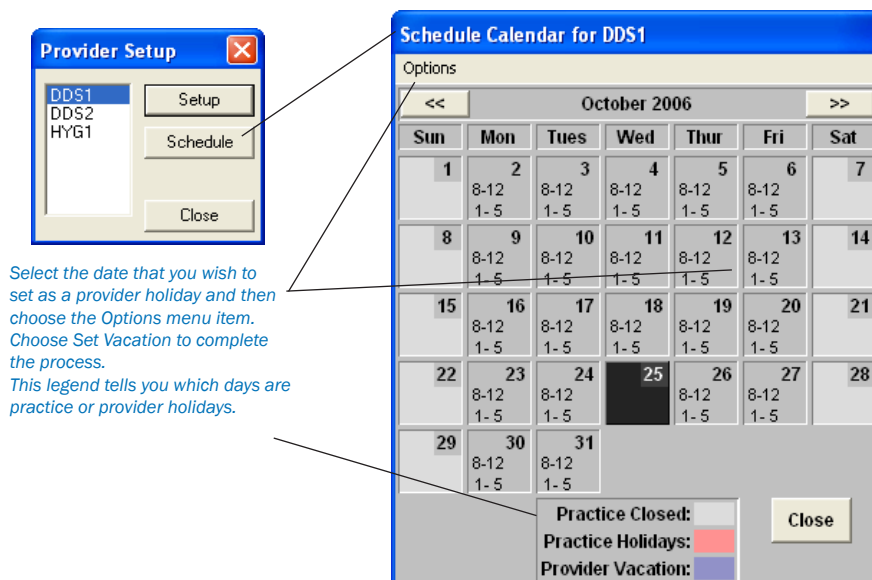 Provider Setup
DDS1
DDS2
HYG1
Setup
Schedule
Close
Select the date that you wish to
set as a provider holiday and then
choose the Options menu item.
Choose Set Vacation to complete
the process.
This legend tells you which days are
practice or provider holidays.
Schedule Calendar for DDS1
Options
<< October 2006 >>
Sun Mon Tues Wed Thur Fri Sat
1 2 3 4 5 6 7
8-12 8-12 8-12 8-12 8-12
1- 5 1- 5 1- 5 1- 5 1- 5
8 9 10 11 12 13 14
8-12 8-12 8-12 8-12 8-12
1- 5 1- 5 1- 5 1- 5 1- 5
15 16 17 18 19 20 21
8-12 8-12 8-12 8-12 8-12
1- 5 1- 5 1- 5 1- 5 1- 5
22 23 24 25 26 27 28
8-12 8-12 8-12 8-12
1- 5 1- 5 1- 5 1- 5
29 30 31
8-12 8-12
1- 5 1- 5
Practice Closed:
Practice Holidays:
Provider Vacation:
Close